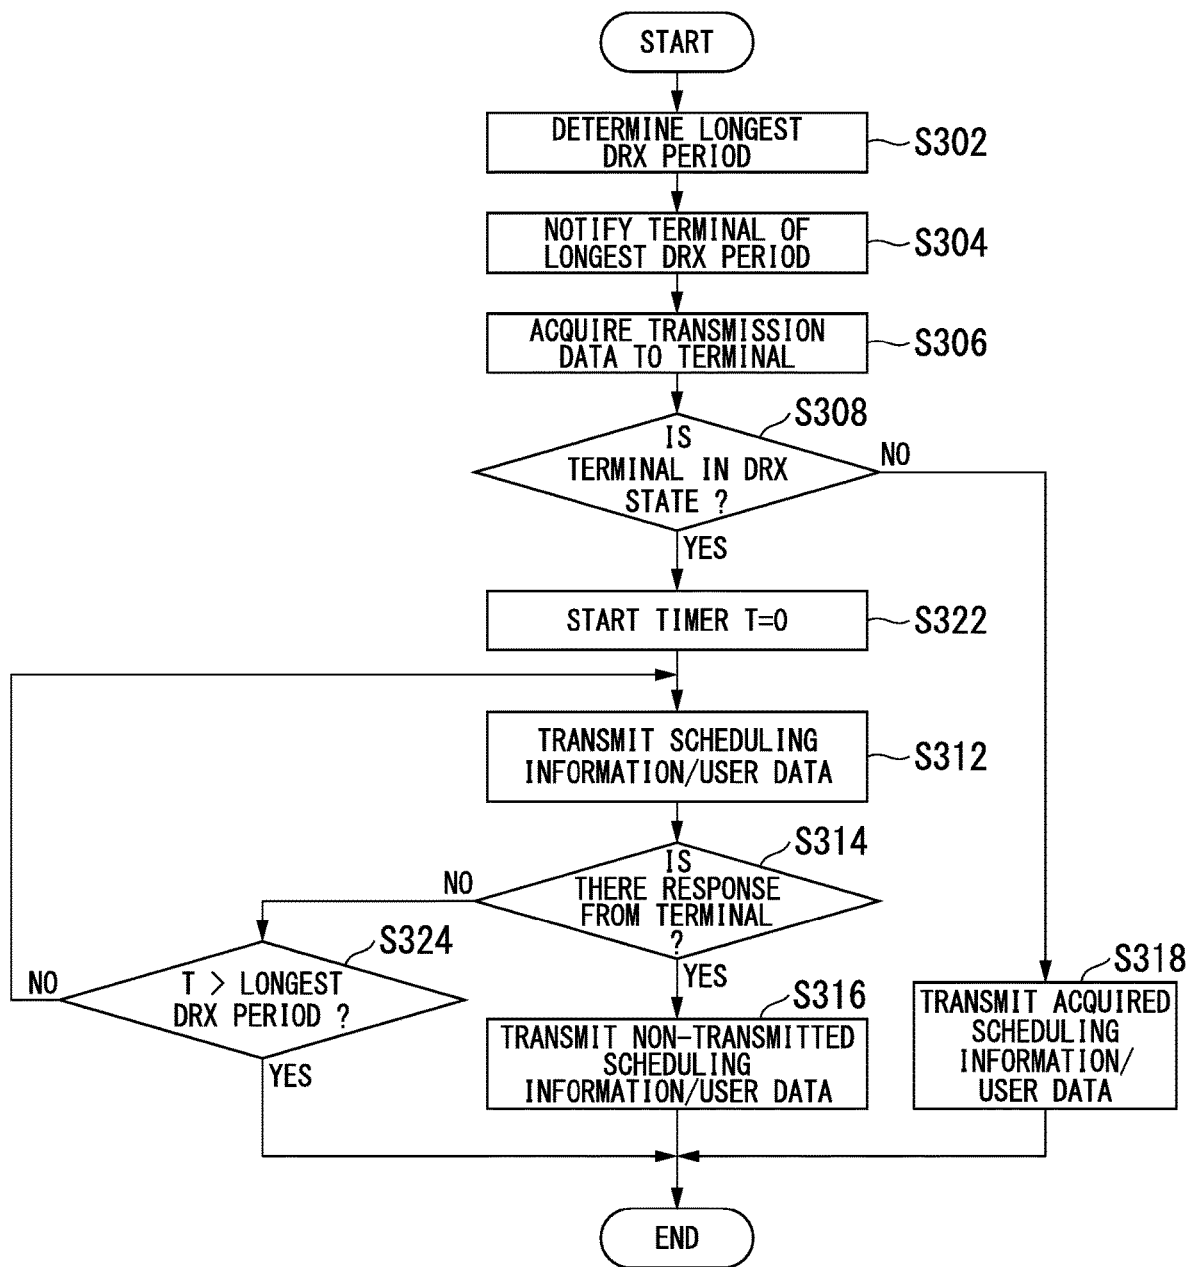 START
DETERMINE LONGEST
DRX PERIOD
S302
NOTIFY TERMINAL OF
LONGEST DRX PERIOD
S304
ACQUIRE TRANSMISSION
DATA TO TERMINAL
S306
IS
TERMINAL IN DRX
STATE ?
S308
NO
YES
START TIMER T=0
S322
TRANSMIT SCHEDULING
INFORMATION/USER DATA
S312
IS
THERE RESPONSE
FROM TERMINAL
?
S314
NO
YES
T > LONGEST
DRX PERIOD ?
S324
NO
YES
TRANSMIT NON-TRANSMITTED
SCHEDULING
INFORMATION/USER DATA
S316
TRANSMIT ACQUIRED
SCHEDULING
INFORMATION/
USER DATA
S318
END